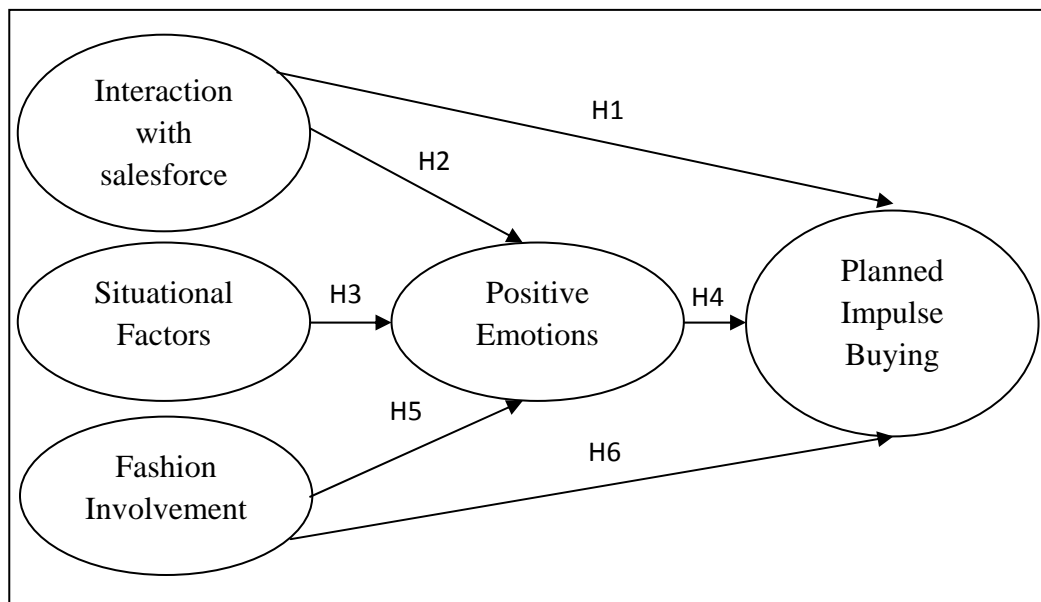 Interaction
with
salesforce
H1
H2
Situational
Factors
H3
Positive
Emotions
H4
Planned
Impulse
Buying
H5
Fashion
Involvement
H6